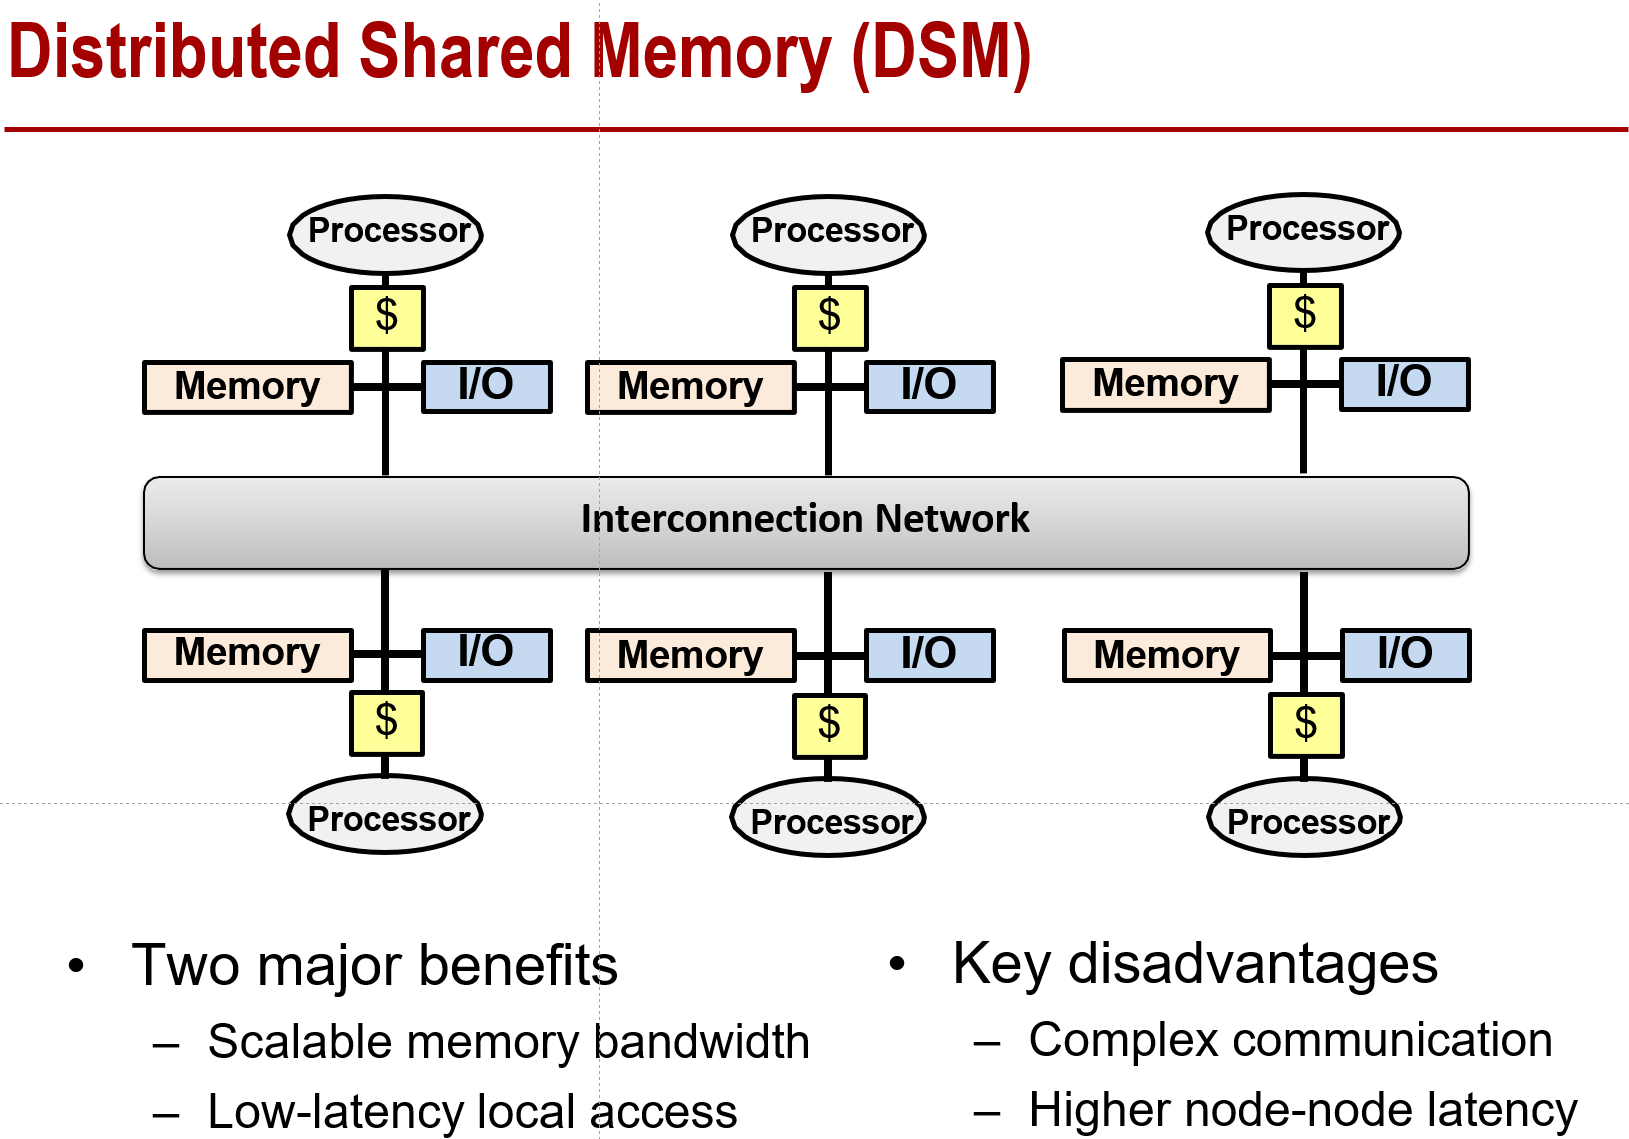 Distributed Shared Memory (DSM)
Processor Processor Processor
$ $ $
Memory I/O Memory I/O Memory I/O
Interconnection Network
Memory I/O Memory I/O Memory I/O
$ $ $
Processor Processor Processor
• Two major benefits
– Scalable memory bandwidth
– Low-latency local access
• Key disadvantages
– Complex communication
– Higher node-node latency